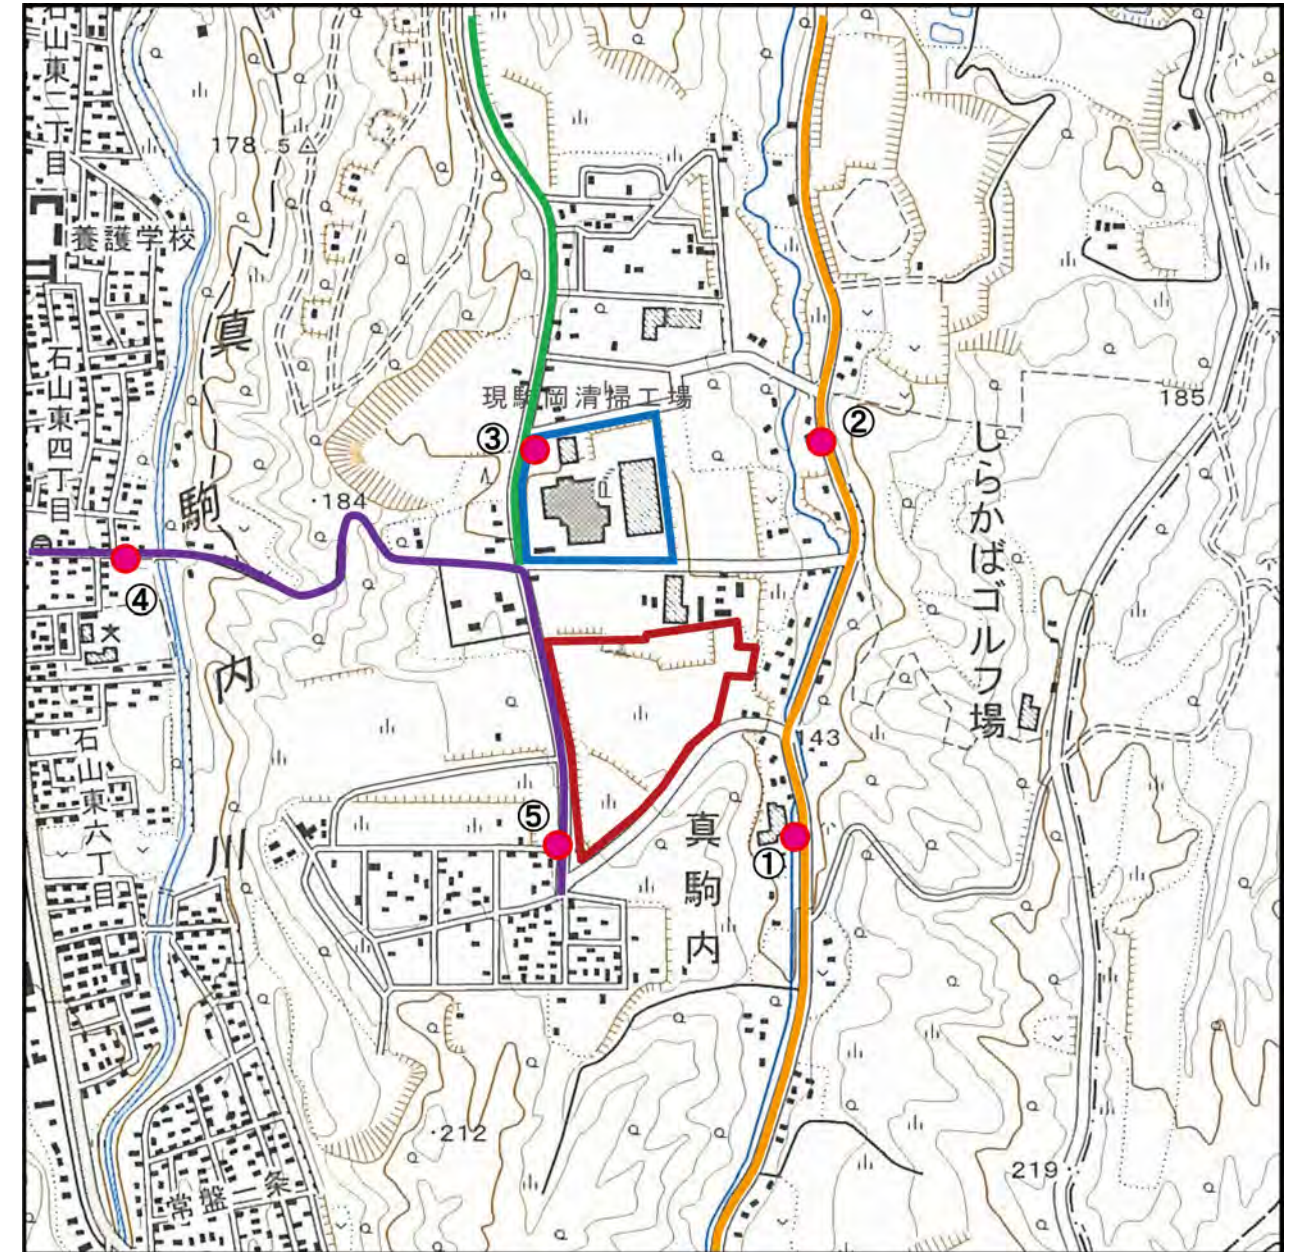 石山東二丁目
178.5
養護学校
石山東四丁目
真駒内川
現駒岡清掃工場
③
②
185
・184
しらかばゴルフ場
④
石山東六丁目
143
⑤
①
真駒内
・212
219
常盤一条